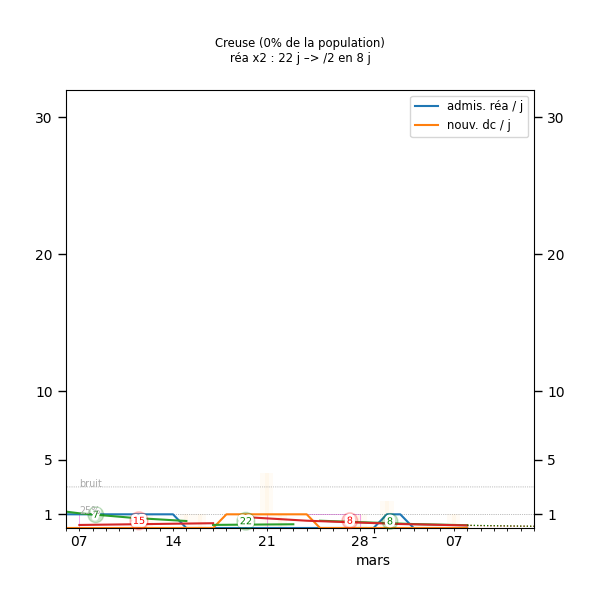 Creuse (0% de la population)
réa x2 : 22 j –> /2 en 8 j
admis. réa / j
nouv. dc / j
30 30
20 20
10 10
5 5
bruit
25%
1 7 15 22 8 8 1
07 14 21 28 07
mars